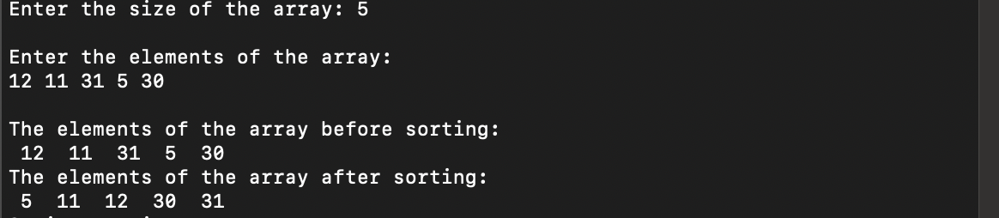 Enter the size of the array: 5
Enter the elements of the array:
12 11 31 5 30
The elements of the array before sorting:
12 11 31 5 30
The elements of the array after sorting:
5 11 12 30 31